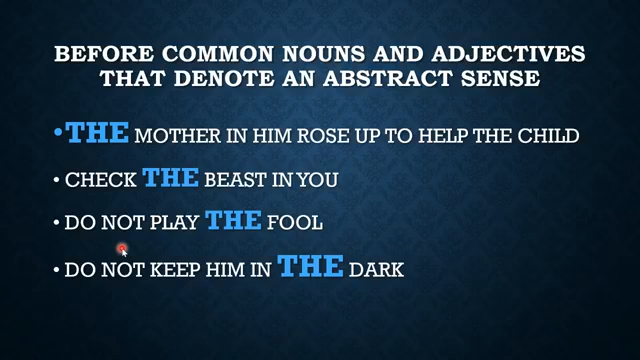 BEFORE COMMON NOUNS AND ADJECTIVES
THAT DENOTE AN ABSTRACT SENSE
•THE MOTHER IN HIM ROSE UP TO HELP THE CHILD
• CHECK THE BEAST IN YOU
• DO NOT PLAY THE FOOL
• DO NOT KEEP HIM IN THE DARK